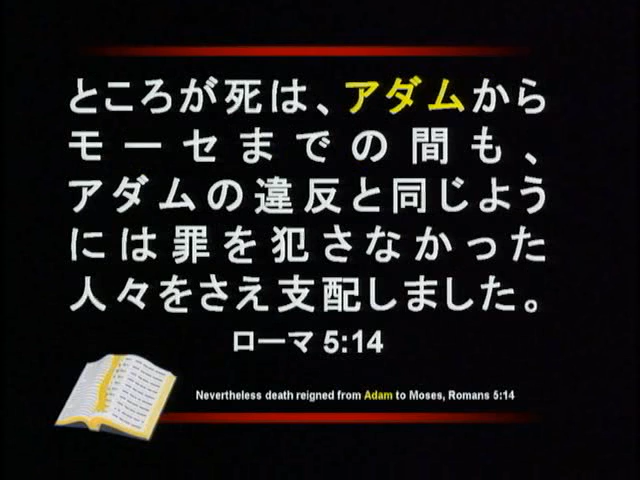 ところが死は、アダムから
モーセまでの間も、
アダムの違反と同じよう
には罪を犯さなかった
人々をさえ支配しました。
ローマ 5:14
Nevertheless death reigned from Adam to Moses, Romans 5:14